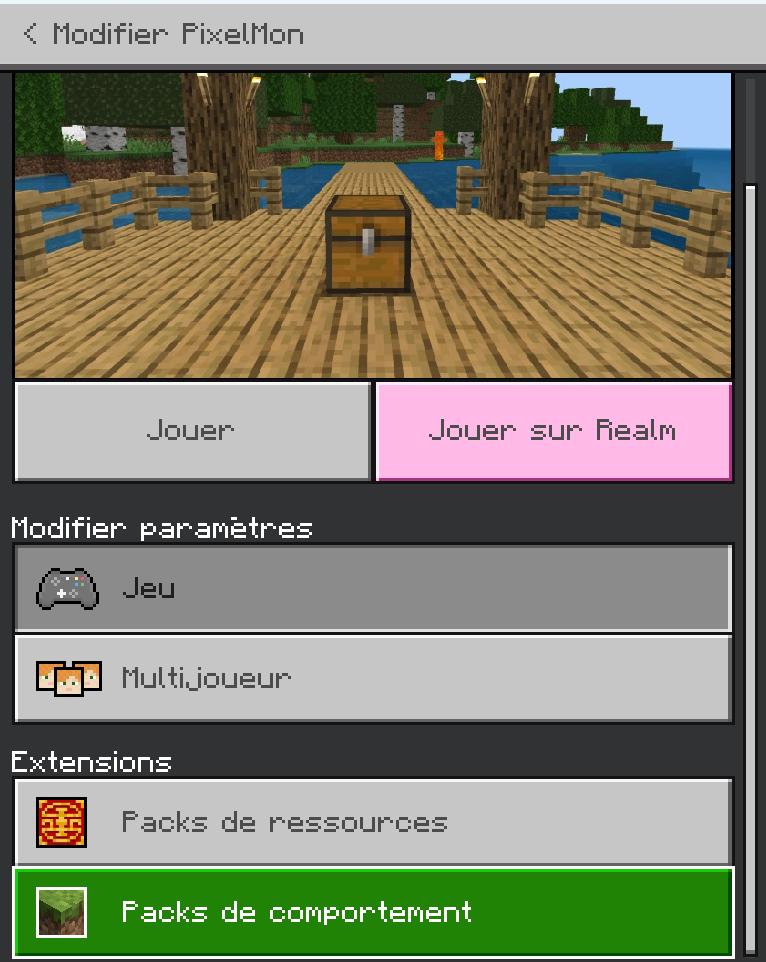 < Modifier PixelMon
Jouer
Jouer sur Realm
Modifier paramètres
Jeu
Multijoueur
Extensions
Packs de ressources
Packs de comportement